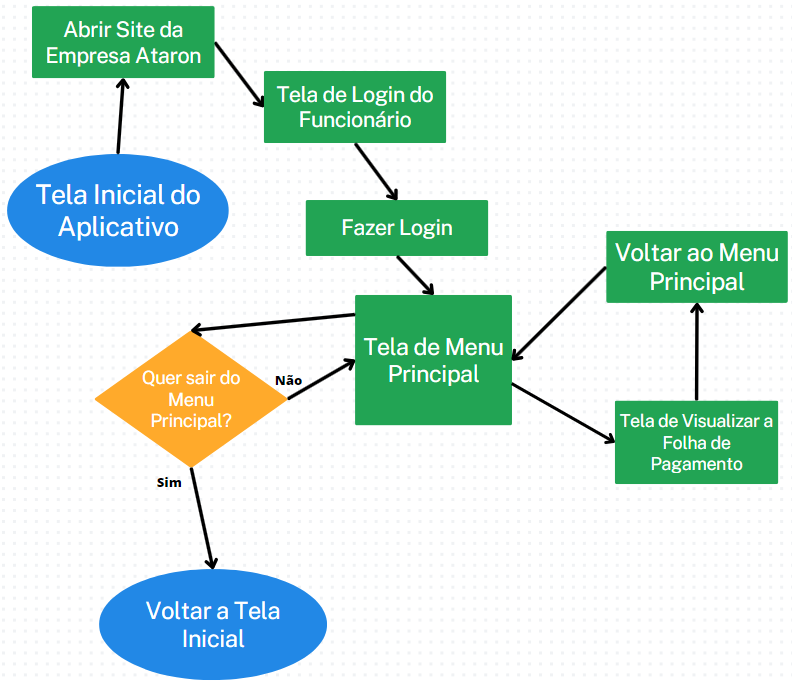 Abrir Site da
Empresa Ataron
Tela de Login do
Funcionário
Tela Inicial do
Aplicativo
Fazer Login
Voltar ao Menu
Principal
Tela de Menu
Principal
Quer sair do
Menu
Principal?
Não
Tela de Visualizar a
Folha de
Pagamento
Sim
Voltar a Tela
Inicial